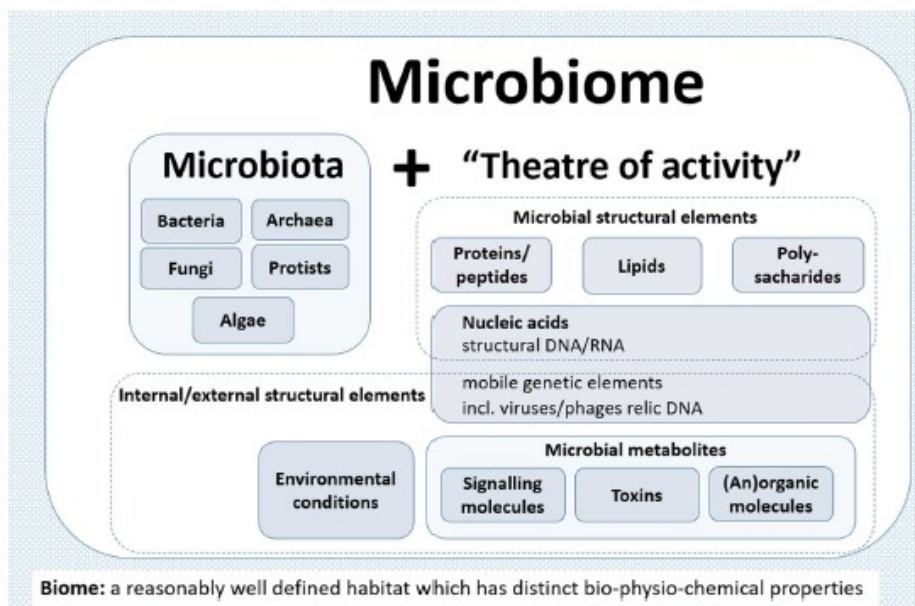 Microbiome
Microbiota + "Theatre of activity"
Bacteria
Archaea
Fungi
Protists
Algae
Microbial structural elements
Proteins/
peptides
Lipids
Poly-
sacharides
Nucleic acids
structural DNA/RNA
mobile genetic elements
incl. viruses/phages relic DNA
Internal/external structural elements
Environmental
conditions
Microbial metabolites
Signalling
molecules
Toxins
(An)organic
molecules
Biome: a reasonably well defined habitat which has distinct bio-physio-chemical properties